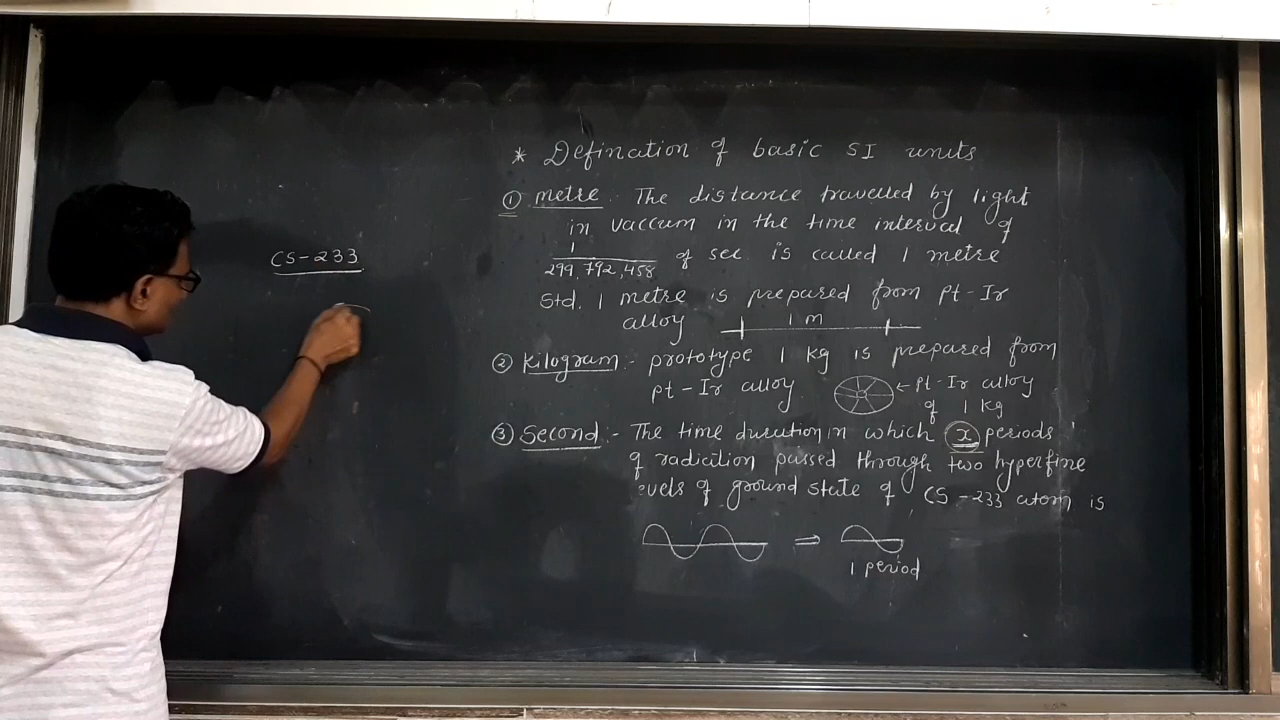 CS-233
* Defination of basic SI units
① metre : The distance travelled by light
in vaccum in the time interval of
1
299,792,458 of sec is called 1 metre
Std. 1 metre is prepared from Pt-Ir
alloy 1 m
② Kilogram :- prototype 1 kg is prepared from
pt-Ir alloy ← Pt-Ir alloy
of 1 kg
③ Second :- The time duration in which x periods
of radiation passed through two hyperfine
evels of ground state of CS-233 atom is
⇒
1 period